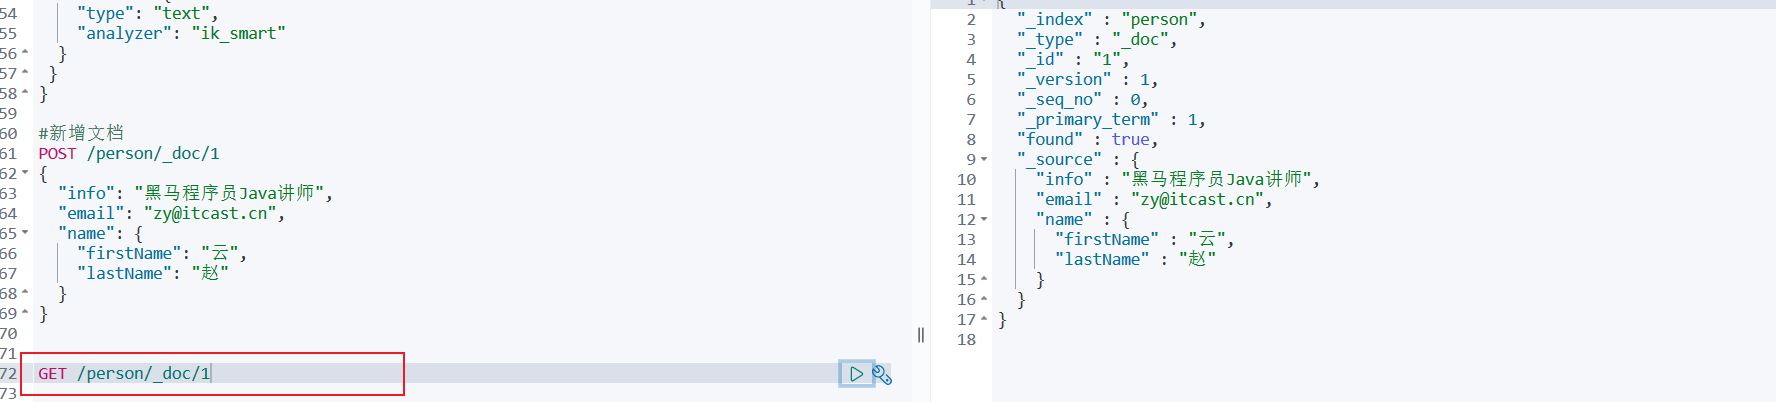 54 "type": "text",
55 "analyzer": "ik_smart"
56 }
57 }
58 }
59
60 #新增文档
61 POST /person/_doc/1
62 {
63 "info": "黑马程序员Java讲师",
64 "email": "zy@itcast.cn",
65 "name": {
66 "firstName": "云",
67 "lastName": "赵"
68 }
69 }
70
71
72 GET /person/_doc/1
73
1 {
2 "_index" : "person",
3 "_type" : "_doc",
4 "_id" : "1",
5 "_version" : 1,
6 "_seq_no" : 0,
7 "_primary_term" : 1,
8 "found" : true,
9 "_source" : {
10 "info" : "黑马程序员Java讲师",
11 "email" : "zy@itcast.cn",
12 "name" : {
13 "firstName" : "云",
14 "lastName" : "赵"
15 }
16 }
17 }
18